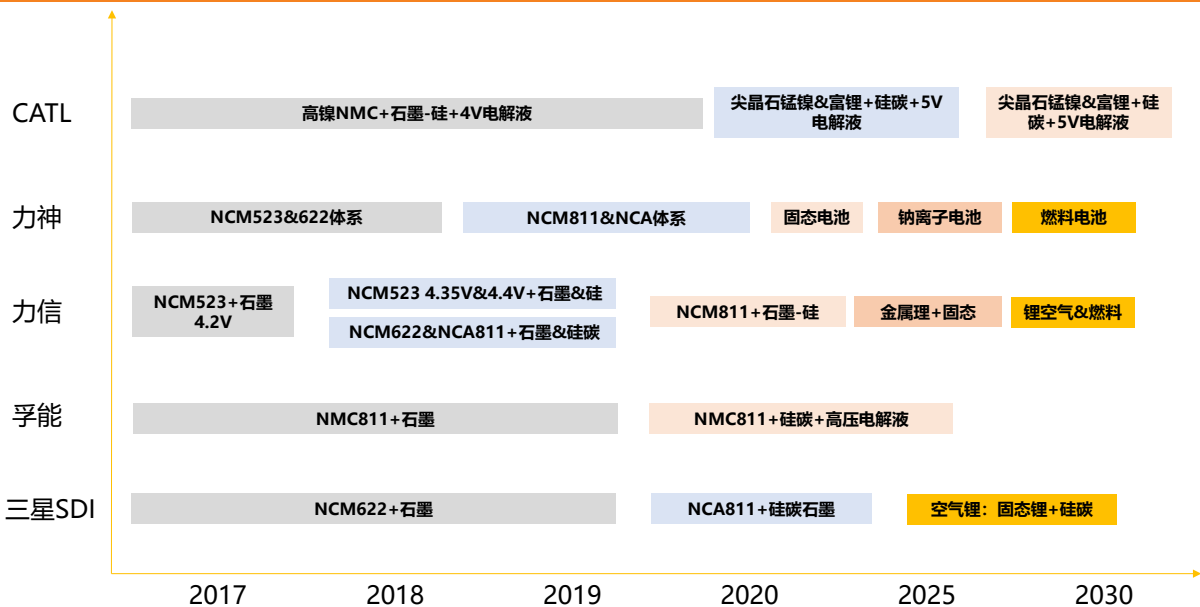 CATL
高镍NMC+石墨-硅+4V电解液
尖晶石锰镍&富锂+硅碳+5V
电解液
尖晶石锰镍&富锂+硅
碳+5V电解液
力神
NCM523&622体系
NCM811&NCA体系
固态电池
钠离子电池
燃料电池
力信
NCM523+石墨
4.2V
NCM523 4.35V&4.4V+石墨&硅
NCM622&NCA811+石墨&硅碳
NCM811+石墨-硅
金属理+固态
锂空气&燃料
孚能
NMC811+石墨
NMC811+硅碳+高压电解液
三星SDI
NCM622+石墨
NCA811+硅碳石墨
空气锂：固态锂+硅碳
2017
2018
2019
2020
2025
2030